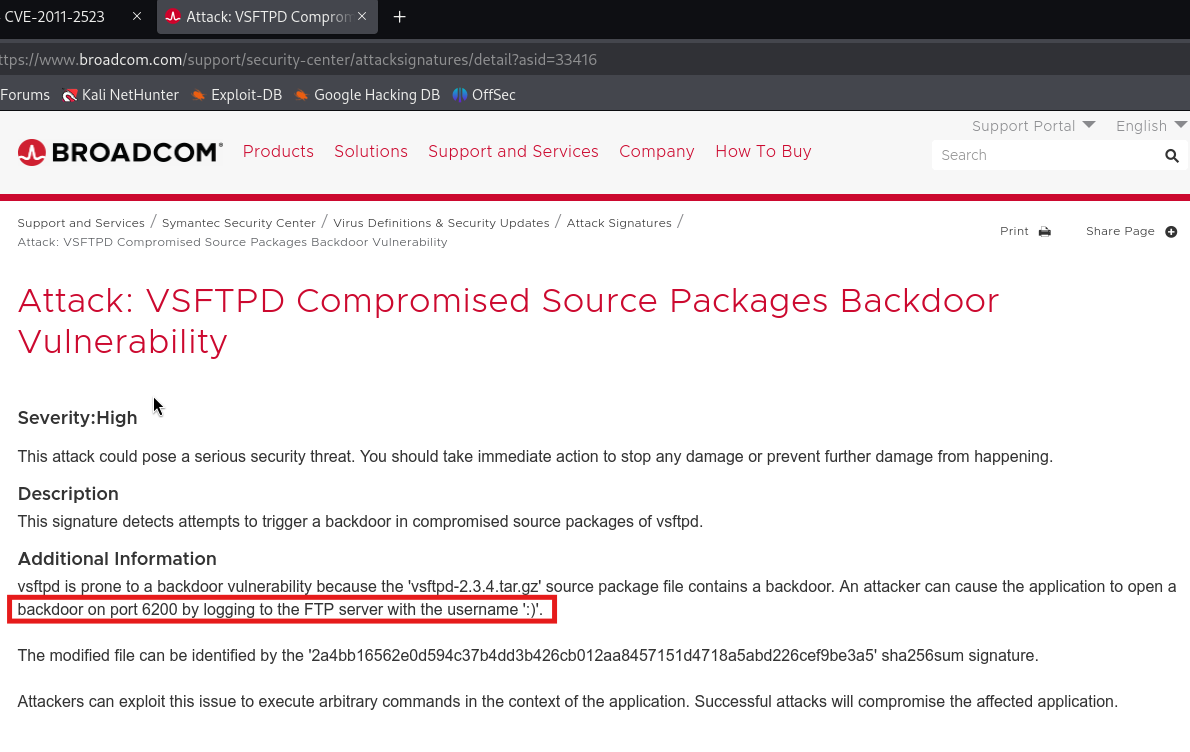 CVE-2011-2523
Attack: VSFTPD Comprom
ttps://www.broadcom.com/support/security-center/attacksignatures/detail?asid=33416
Forums Kali NetHunter Exploit-DB Google Hacking DB OffSec
Support Portal English
BROADCOM Products Solutions Support and Services Company How To Buy
Search
Support and Services / Symantec Security Center / Virus Definitions & Security Updates / Attack Signatures /
Attack: VSFTPD Compromised Source Packages Backdoor Vulnerability
Print Share Page
Attack: VSFTPD Compromised Source Packages Backdoor
Vulnerability
Severity:High
This attack could pose a serious security threat. You should take immediate action to stop any damage or prevent further damage from happening.
Description
This signature detects attempts to trigger a backdoor in compromised source packages of vsftpd.
Additional Information
vsftpd is prone to a backdoor vulnerability because the 'vsftpd-2.3.4.tar.gz' source package file contains a backdoor. An attacker can cause the application to open a
backdoor on port 6200 by logging to the FTP server with the username ':)'.
The modified file can be identified by the '2a4bb16562e0d594c37b4dd3b426cb012aa8457151d4718a5abd226cef9be3a5' sha256sum signature.
Attackers can exploit this issue to execute arbitrary commands in the context of the application. Successful attacks will compromise the affected application.